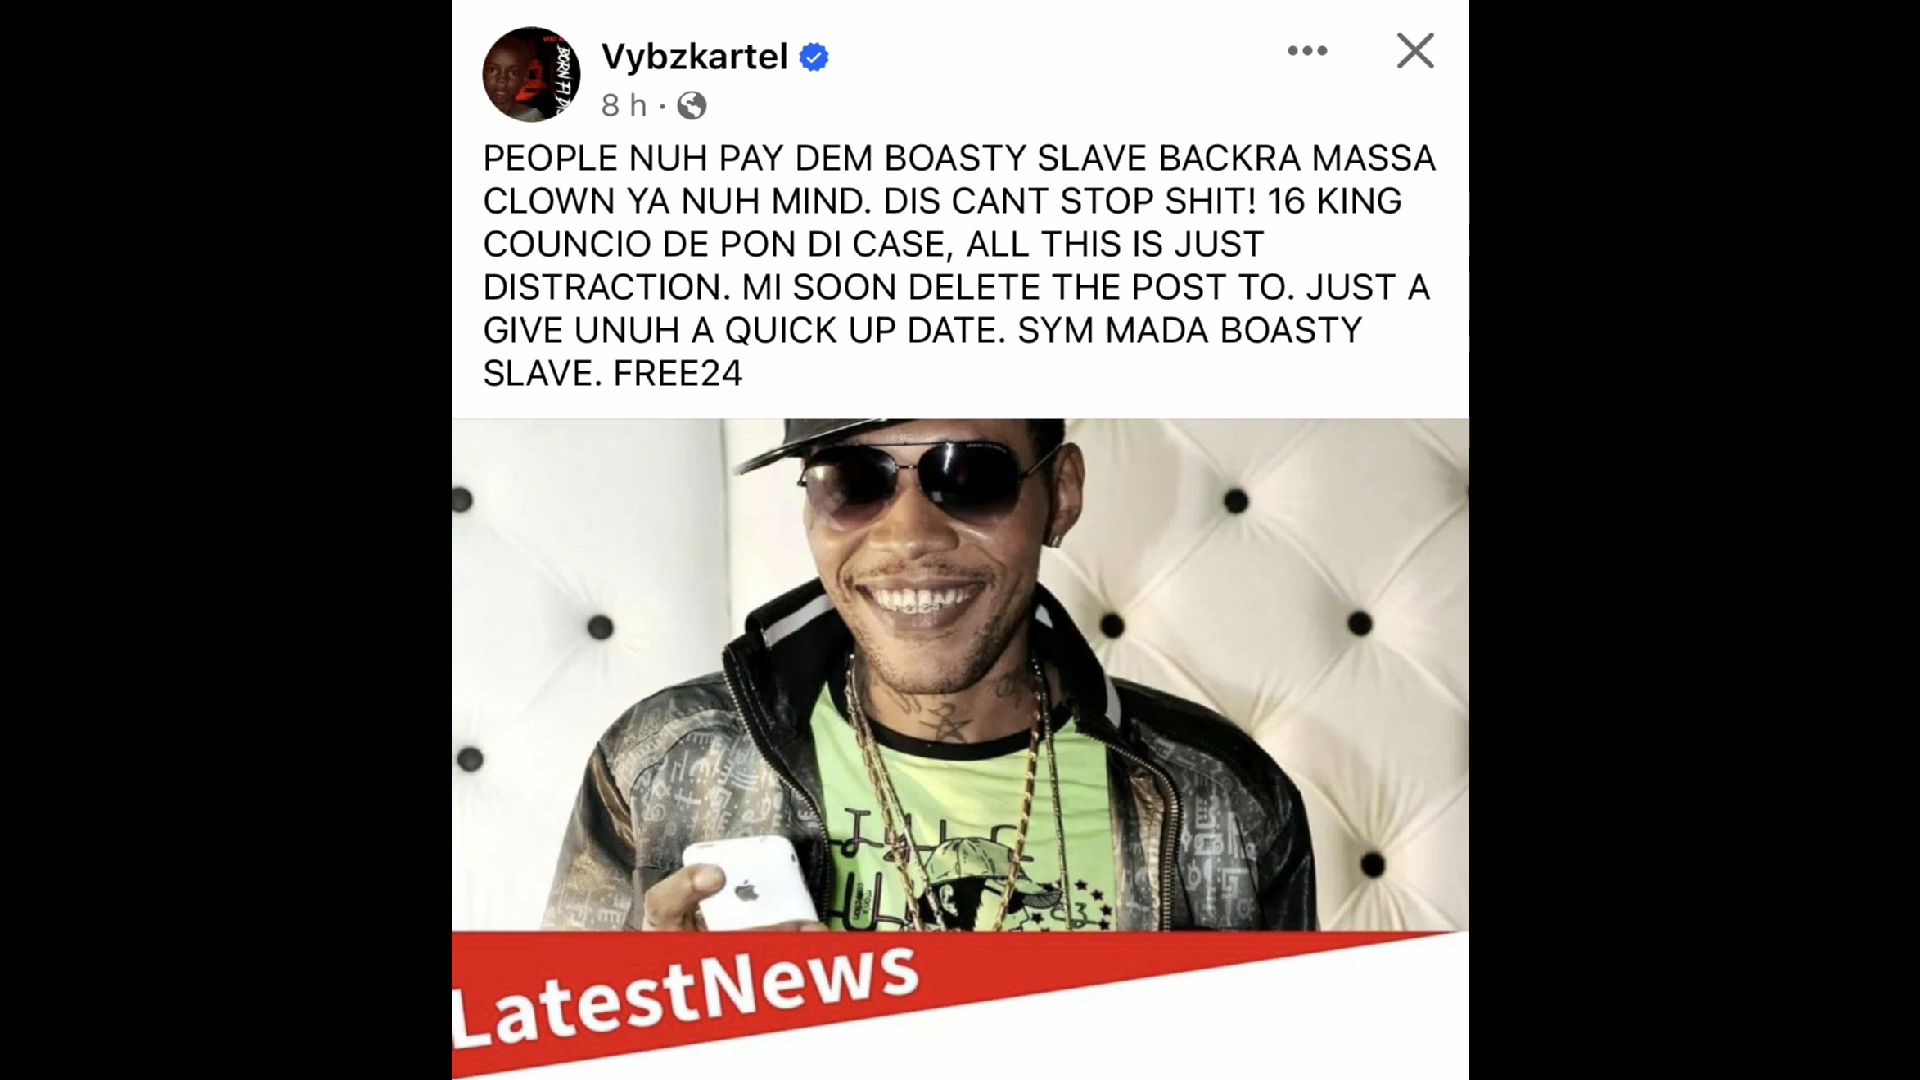 Vybzkartel
8 h ·
PEOPLE NUH PAY DEM BOASTY SLAVE BACKRA MASSA
CLOWN YA NUH MIND. DIS CANT STOP SHIT! 16 KING
COUNCIO DE PON DI CASE, ALL THIS IS JUST
DISTRACTION. MI SOON DELETE THE POST TO. JUST A
GIVE UNUH A QUICK UP DATE. SYM MADA BOASTY
SLAVE. FREE24
LatestNews